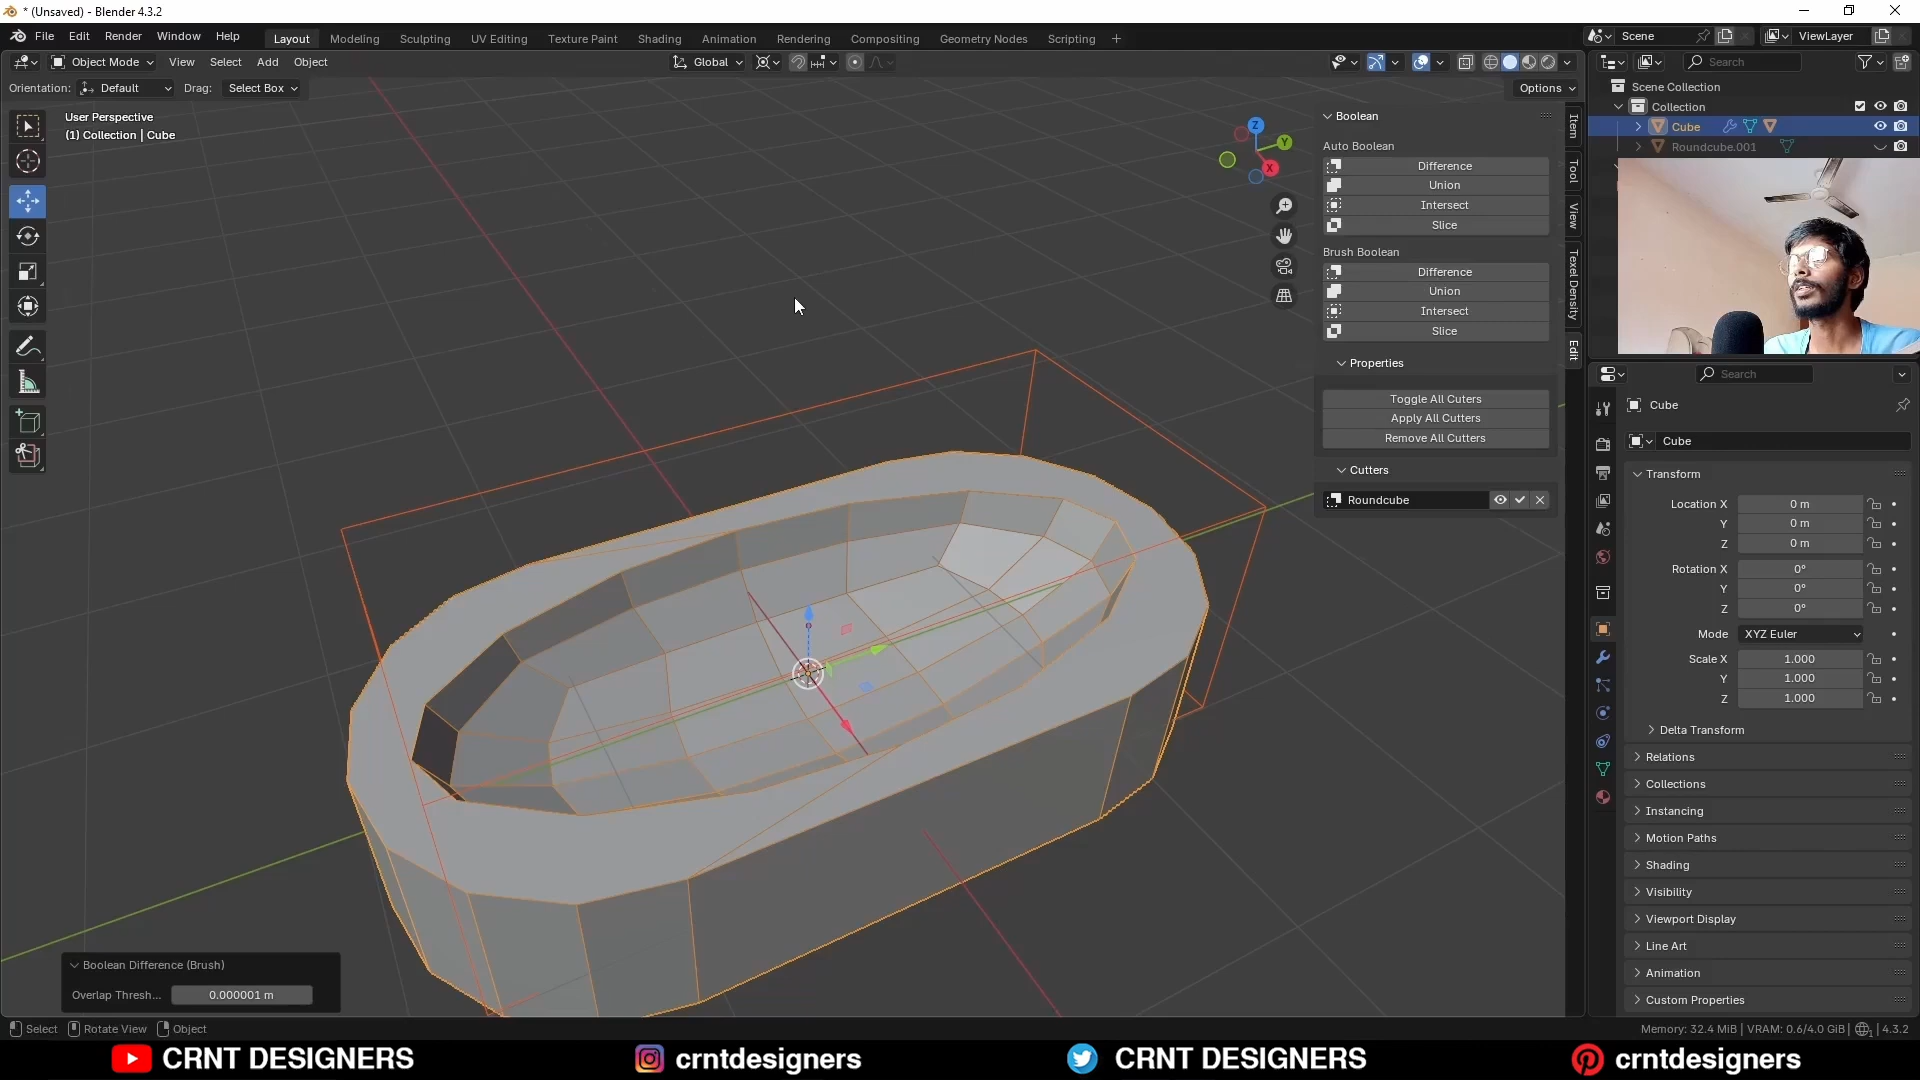 * (Unsaved) - Blender 4.3.2
File Edit Render Window Help
Layout Modeling Sculpting UV Editing Texture Paint Shading Animation Rendering Compositing Geometry Nodes Scripting +
Scene
ViewLayer
Object Mode View Select Add Object
Global
Search
Orientation: Default Drag: Select Box
Options
User Perspective
(1) Collection | Cube
Z
Y
X
Boolean
Auto Boolean
Difference
Union
Intersect
Slice
Brush Boolean
Difference
Union
Intersect
Slice
Properties
Toggle All Cuters
Apply All Cutters
Remove All Cutters
Cutters
Roundcube
Item
Tool
View
Texel Density
Edit
Scene Collection
Collection
Cube
Roundcube.001
Search
Cube
Cube
Transform
Location X 0 m
Y 0 m
Z 0 m
Rotation X 0°
Y 0°
Z 0°
Mode XYZ Euler
Scale X 1.000
Y 1.000
Z 1.000
Delta Transform
Relations
Collections
Instancing
Motion Paths
Shading
Visibility
Viewport Display
Line Art
Animation
Custom Properties
Boolean Difference (Brush)
Overlap Thresh... 0.000001 m
Select Rotate View Object
Memory: 32.4 MiB | VRAM: 0.6/4.0 GiB | 4.3.2
CRNT DESIGNERS crntdesigners CRNT DESIGNERS crntdesigners